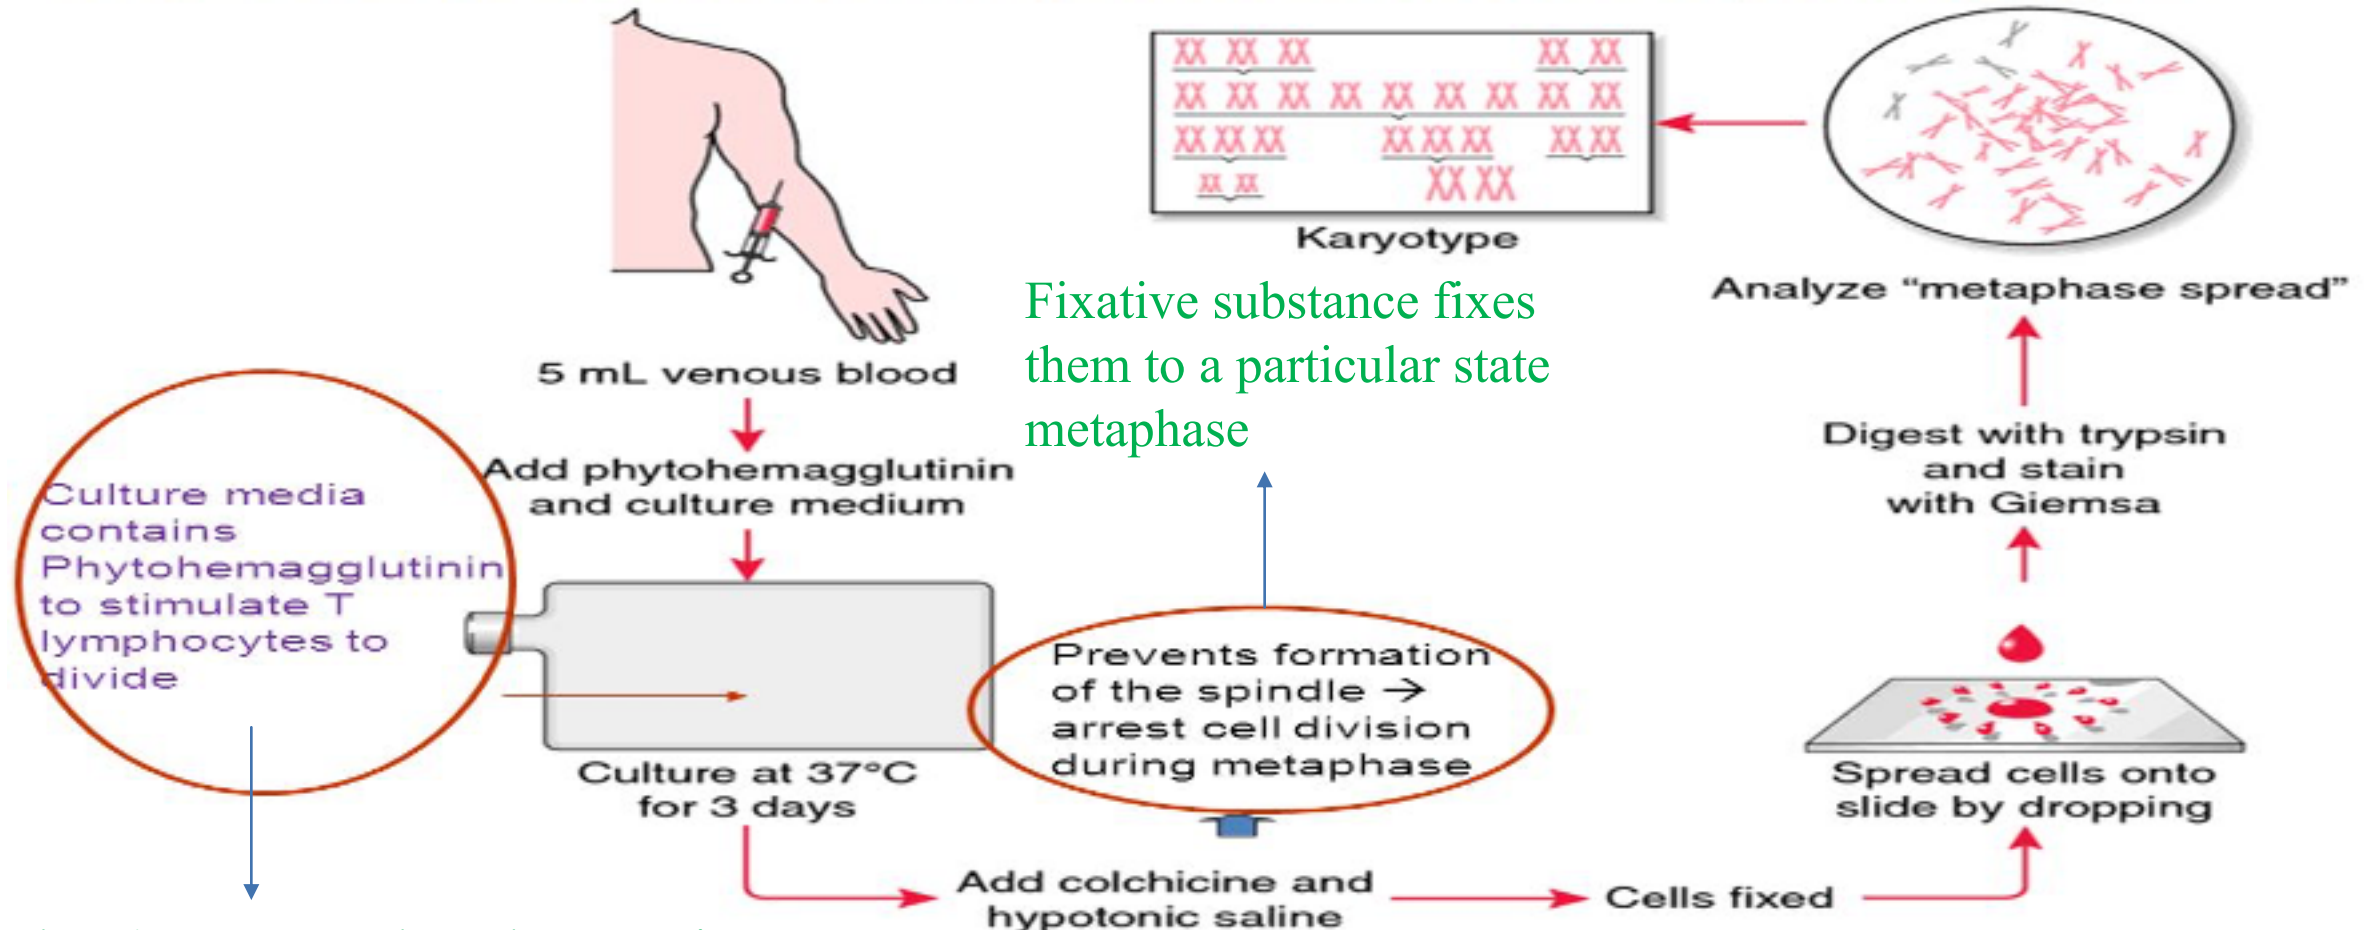 5 mL venous blood
Add phytohemagglutinin
and culture medium
Culture media
contains
Phytohemagglutinin
to stimulate T
lymphocytes to
divide
Culture at 37°C
for 3 days
Add colchicine and
hypotonic saline
Prevents formation
of the spindle →
arrest cell division
during metaphase
Fixative substance fixes
them to a particular state
metaphase
Cells fixed
Spread cells onto
slide by dropping
Digest with trypsin
and stain
with Giemsa
Analyze “metaphase spread”
Karyotype